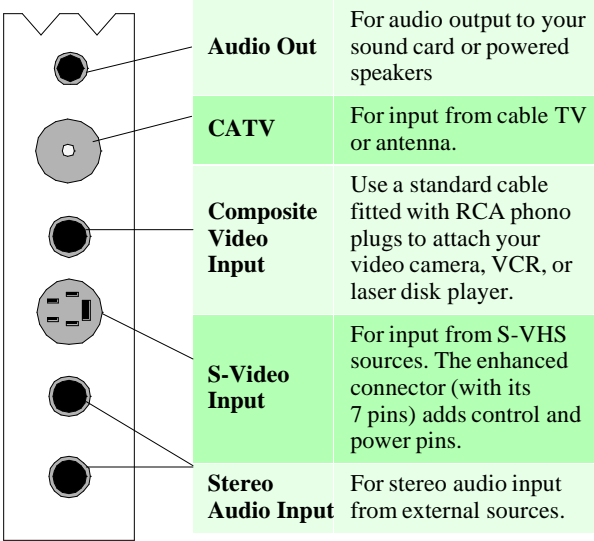 Audio Out
For audio output to your
sound card or powered
speakers
CATV
For input from cable TV
or antenna.
Composite
Video
Input
Use a standard cable
fitted with RCA phono
plugs to attach your
video camera, VCR, or
laser disk player.
S-Video
Input
For input from S-VHS
sources. The enhanced
connector (with its
7 pins) adds control and
power pins.
Stereo
Audio Input
For stereo audio input
from external sources.